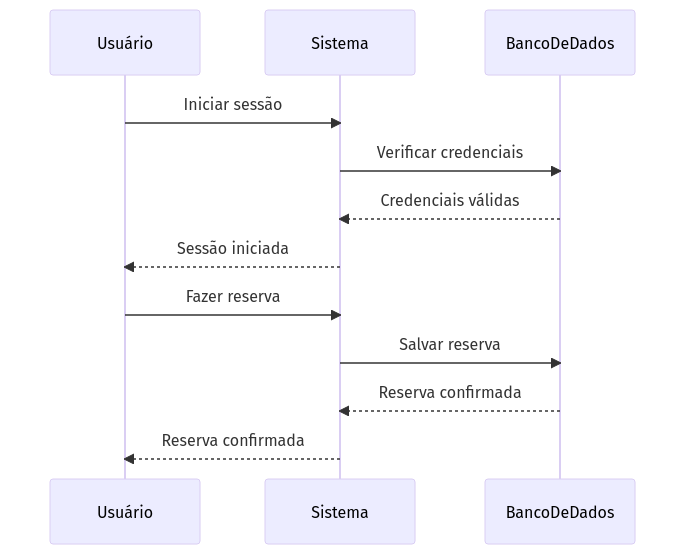 Usuário
Sistema
BancoDeDados
Iniciar sessão
Verificar credenciais
Credenciais válidas
Sessão iniciada
Fazer reserva
Salvar reserva
Reserva confirmada
Reserva confirmada
Usuário
Sistema
BancoDeDados